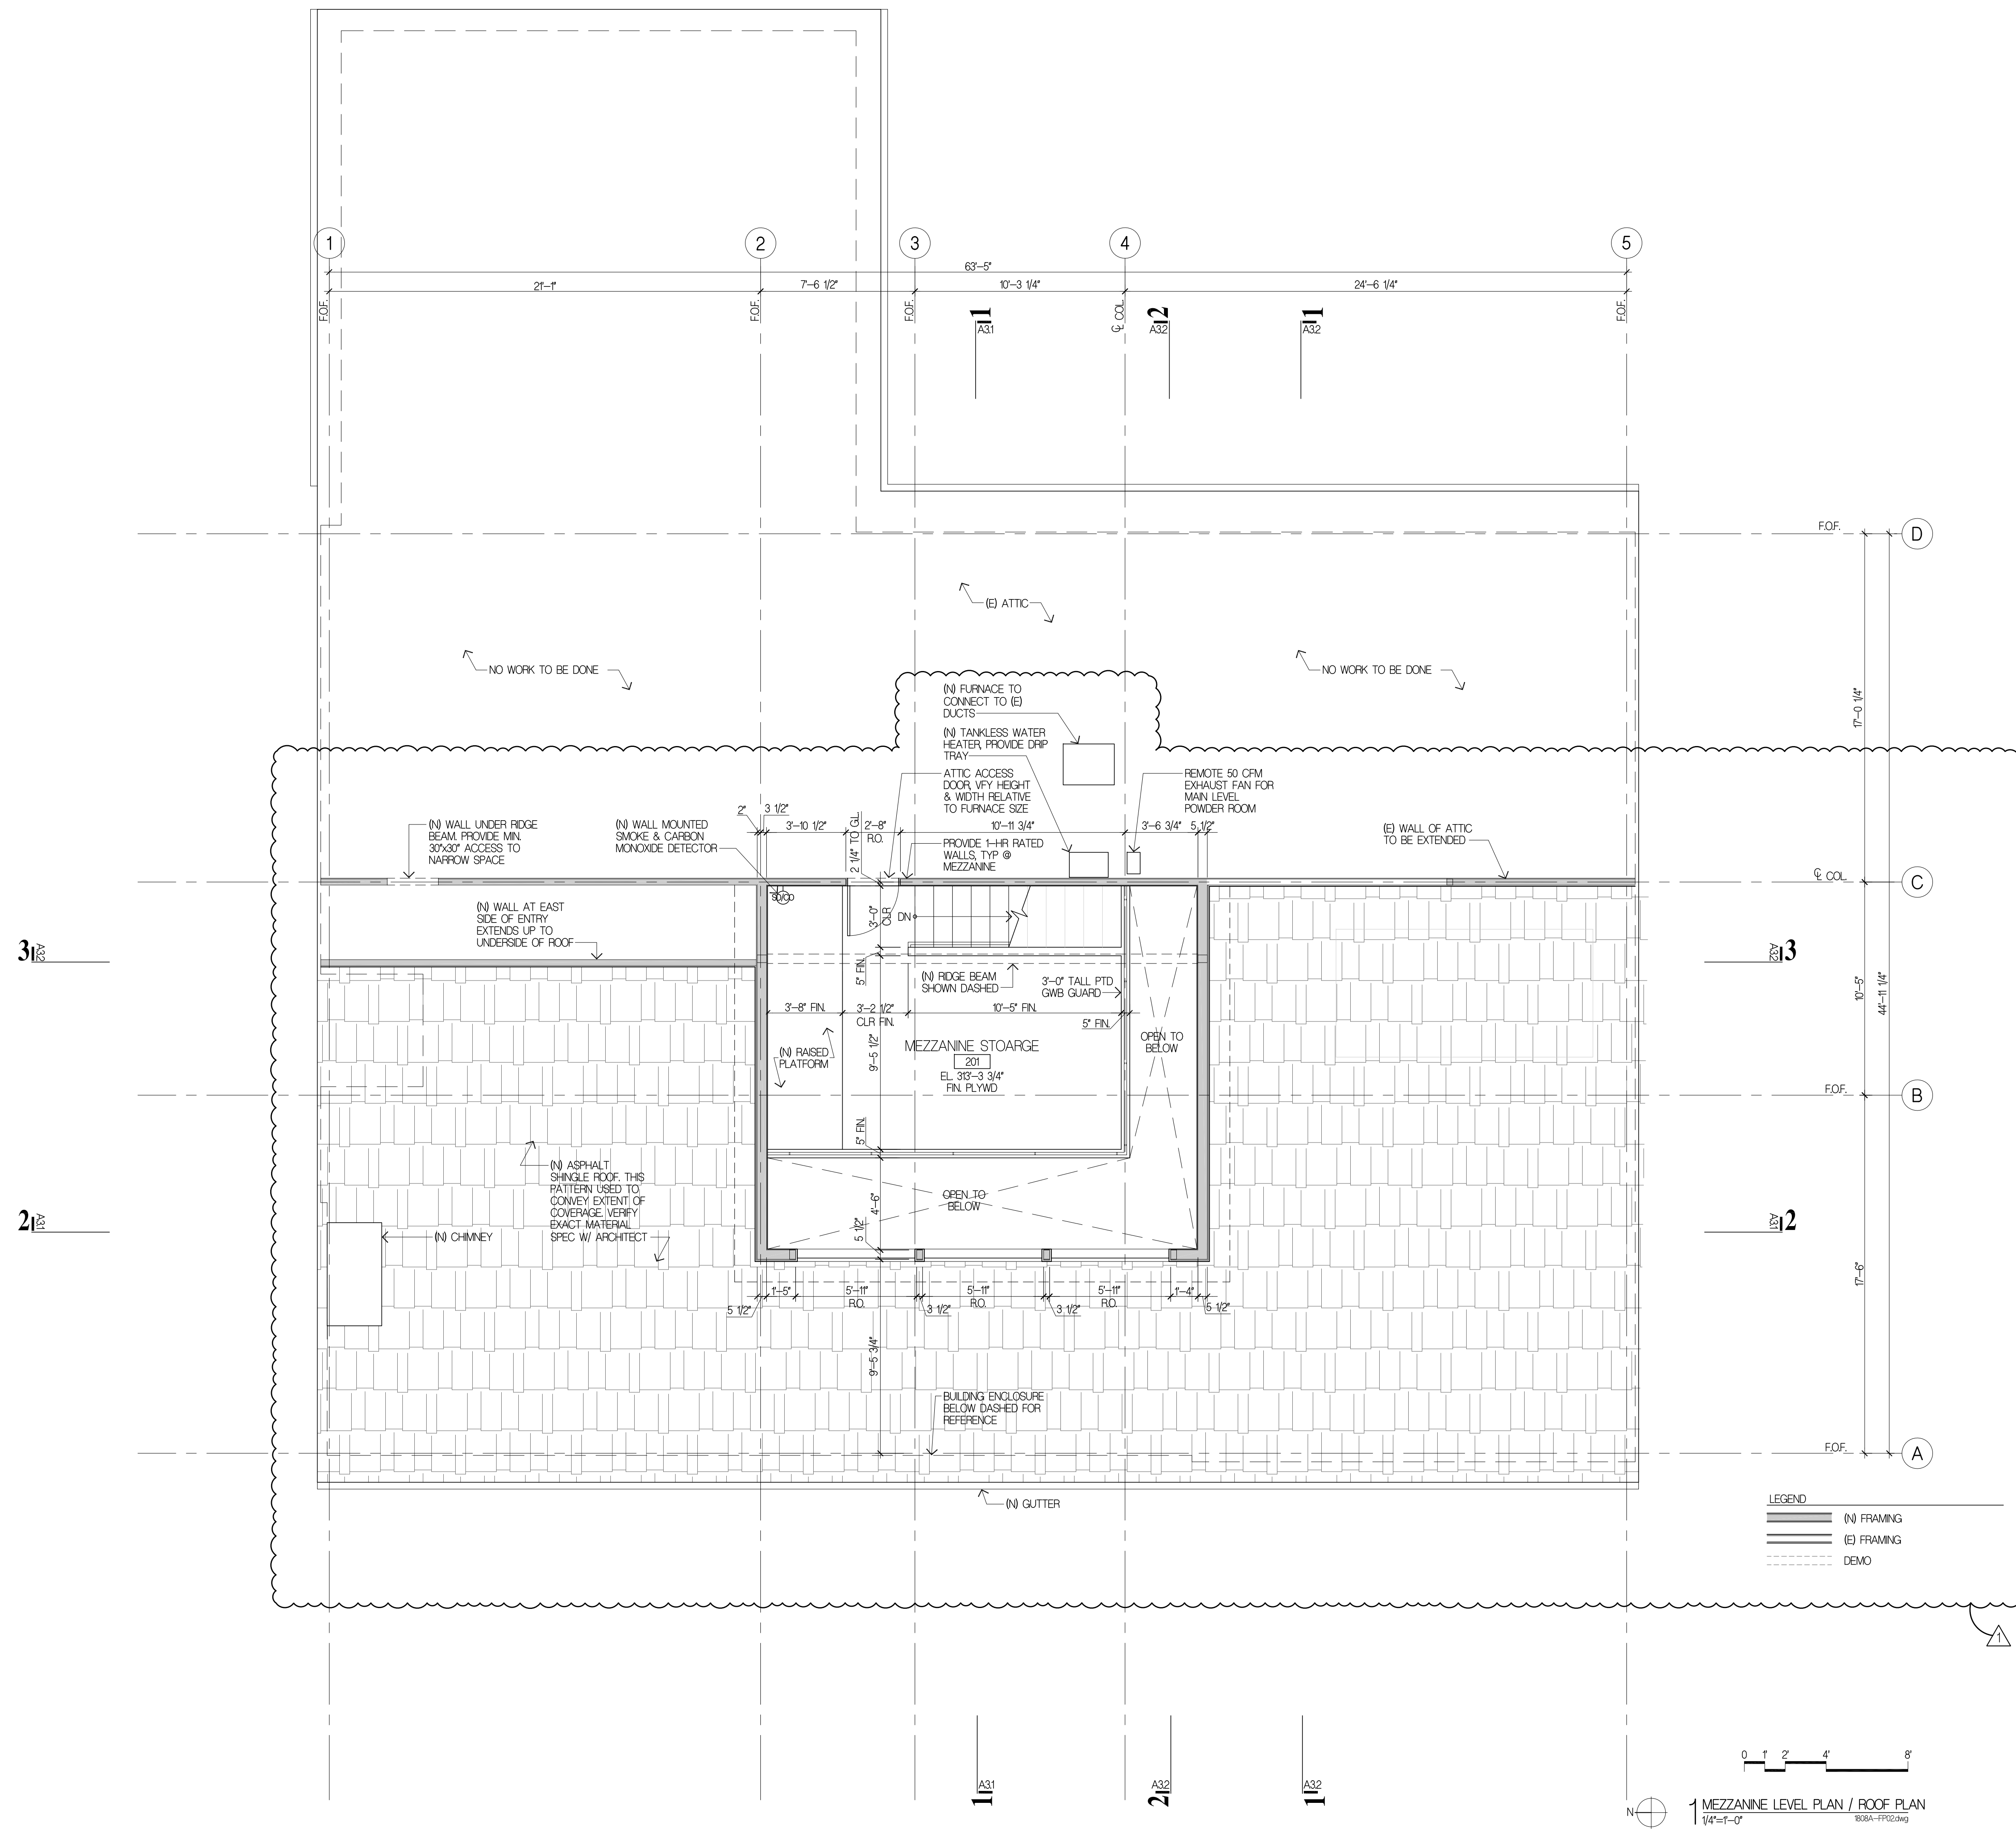 1
2
3
4
5
63'-5"
21'-1"
7'-6 1/2"
10'-3 1/4"
24'-6 1/4"
F.O.F.
F.O.F.
F.O.F.
℄ COL.
F.O.F.
1
A3.1
2
A3.2
1
A3.2
F.O.F.
D
(E) ATTIC
NO WORK TO BE DONE
NO WORK TO BE DONE
(N) FURNACE TO
CONNECT TO (E)
DUCTS
(N) TANKLESS WATER
HEATER, PROVIDE DRIP
TRAY
ATTIC ACCESS
DOOR, VFY HEIGHT
& WIDTH RELATIVE
TO FURNACE SIZE
REMOTE 50 CFM
EXHAUST FAN FOR
MAIN LEVEL
POWDER ROOM
17'-0 1/4"
2"
3 1/2"
3'-10 1/2"
2 1/4" TO G.L.
2'-8"
R.O.
10'-11 3/4"
3'-6 3/4"
5 1/2"
(N) WALL UNDER RIDGE
BEAM. PROVIDE MIN.
30"x30" ACCESS TO
NARROW SPACE
(N) WALL MOUNTED
SMOKE & CARBON
MONOXIDE DETECTOR
PROVIDE 1-HR RATED
WALLS, TYP @
MEZZANINE
(E) WALL OF ATTIC
TO BE EXTENDED
℄ COL.
C
SD/CO
(N) WALL AT EAST
SIDE OF ENTRY
EXTENDS UP TO
UNDERSIDE OF ROOF
3'-0"
CLR
DN
3
A3.2
A3.2
3
5" FIN.
(N) RIDGE BEAM
SHOWN DASHED
3'-0" TALL PTD
GWB GUARD
10'-5"
44'-11 1/4"
3'-8" FIN.
3'-2 1/2"
CLR FIN.
10'-5" FIN.
5" FIN.
OPEN TO
BELOW
(N) RAISED
PLATFORM
9'-5 1/2"
MEZZANINE STOARGE
201
EL. 313'-3 3/4"
FIN. PLYWD
F.O.F.
B
5" FIN.
(N) ASPHALT
SHINGLE ROOF. THIS
PATTERN USED TO
CONVEY EXTENT OF
COVERAGE. VERIFY
EXACT MATERIAL
SPEC W/ ARCHITECT
4'-6"
OPEN TO
BELOW
2
A3.1
A3.1
2
(N) CHIMNEY
5 1/2"
17'-6"
5 1/2"
1'-5"
5'-11"
R.O.
3 1/2"
5'-11"
R.O.
3 1/2"
5'-11"
R.O.
1'-4"
5 1/2"
9'-5 3/4"
BUILDING ENCLOSURE
BELOW DASHED FOR
REFERENCE
F.O.F.
A
(N) GUTTER
LEGEND
(N) FRAMING
(E) FRAMING
DEMO
1
A3.1
1
A3.2
2
A3.2
1
0 1' 2' 4' 8'
N
1 MEZZANINE LEVEL PLAN / ROOF PLAN
1/4"=1'-0"
1808A-FP02.dwg